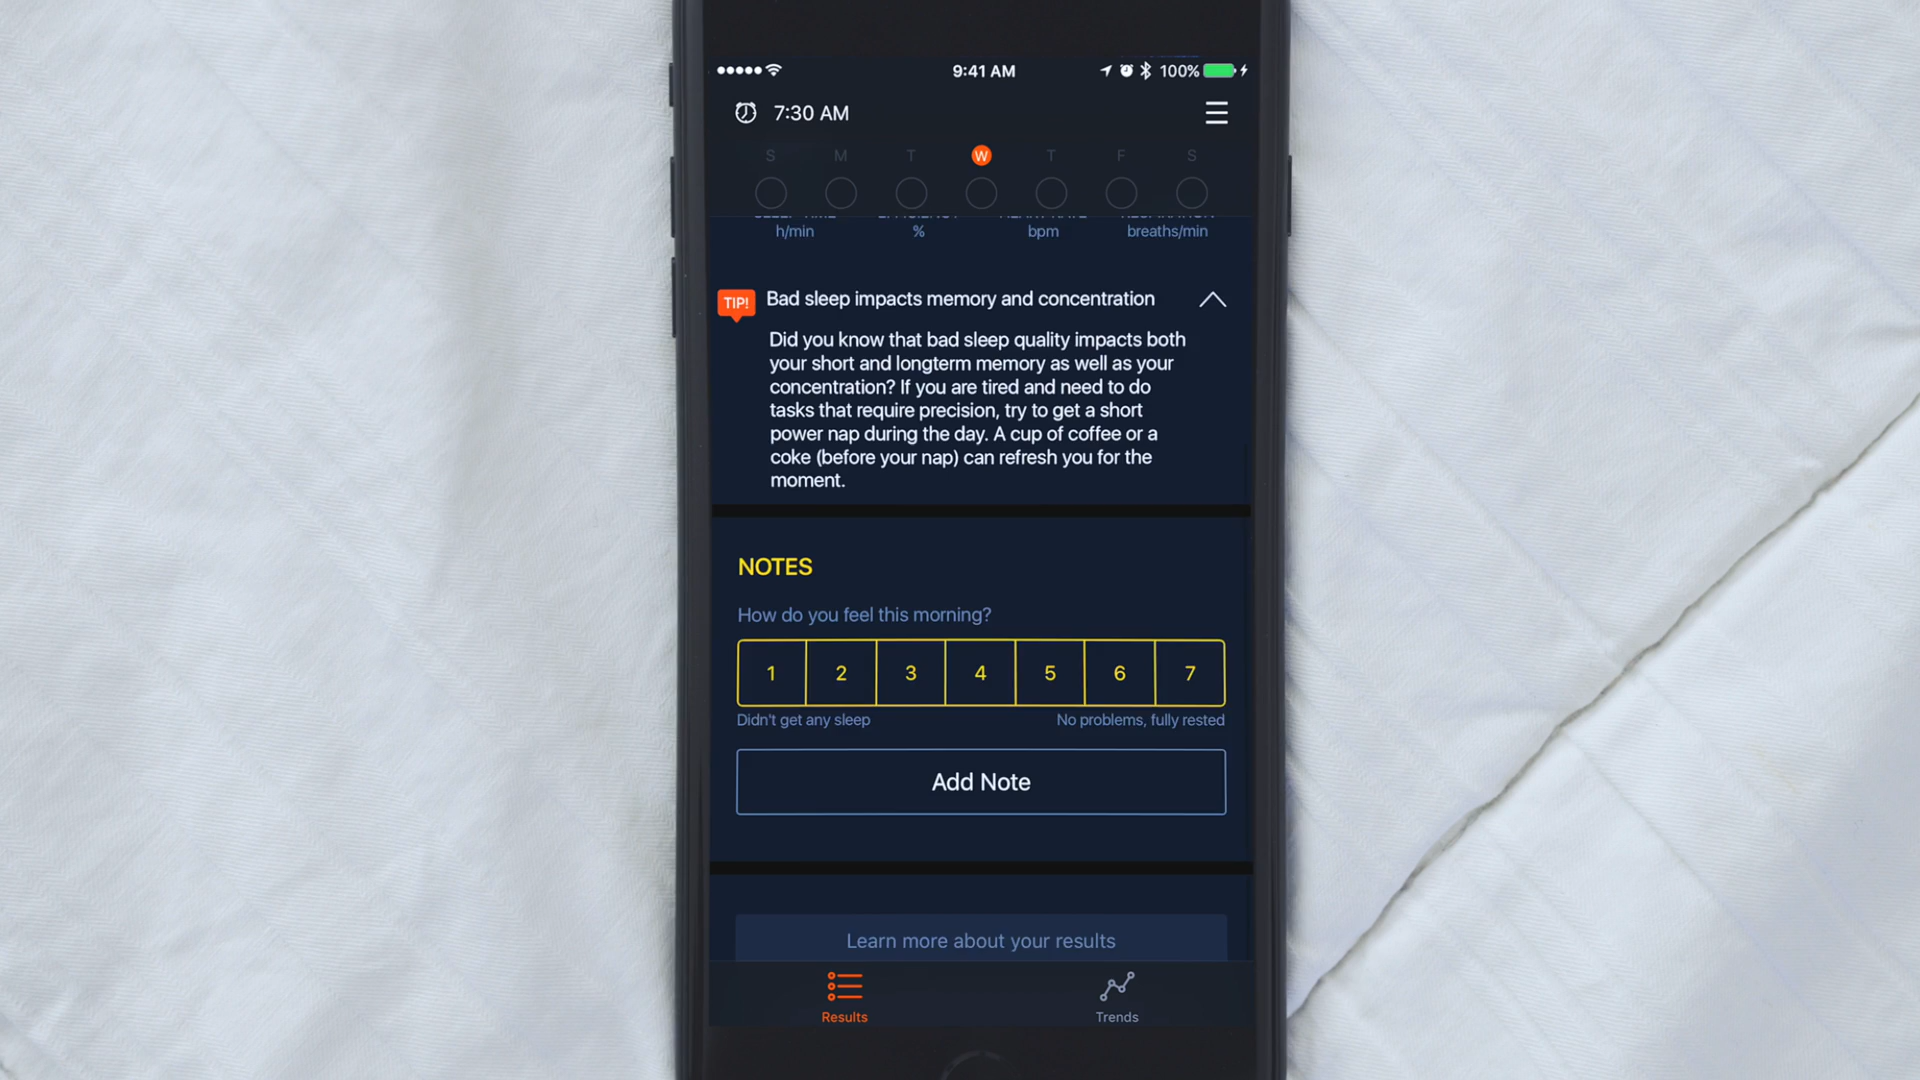 9:41 AM
100%
7:30 AM
S M T W T F S
h/min % bpm breaths/min
TIP! Bad sleep impacts memory and concentration
Did you know that bad sleep quality impacts both
your short and longterm memory as well as your
concentration? If you are tired and need to do
tasks that require precision, try to get a short
power nap during the day. A cup of coffee or a
coke (before your nap) can refresh you for the
moment.
NOTES
How do you feel this morning?
1 2 3 4 5 6 7
Didn't get any sleep No problems, fully rested
Add Note
Learn more about your results
Results Trends